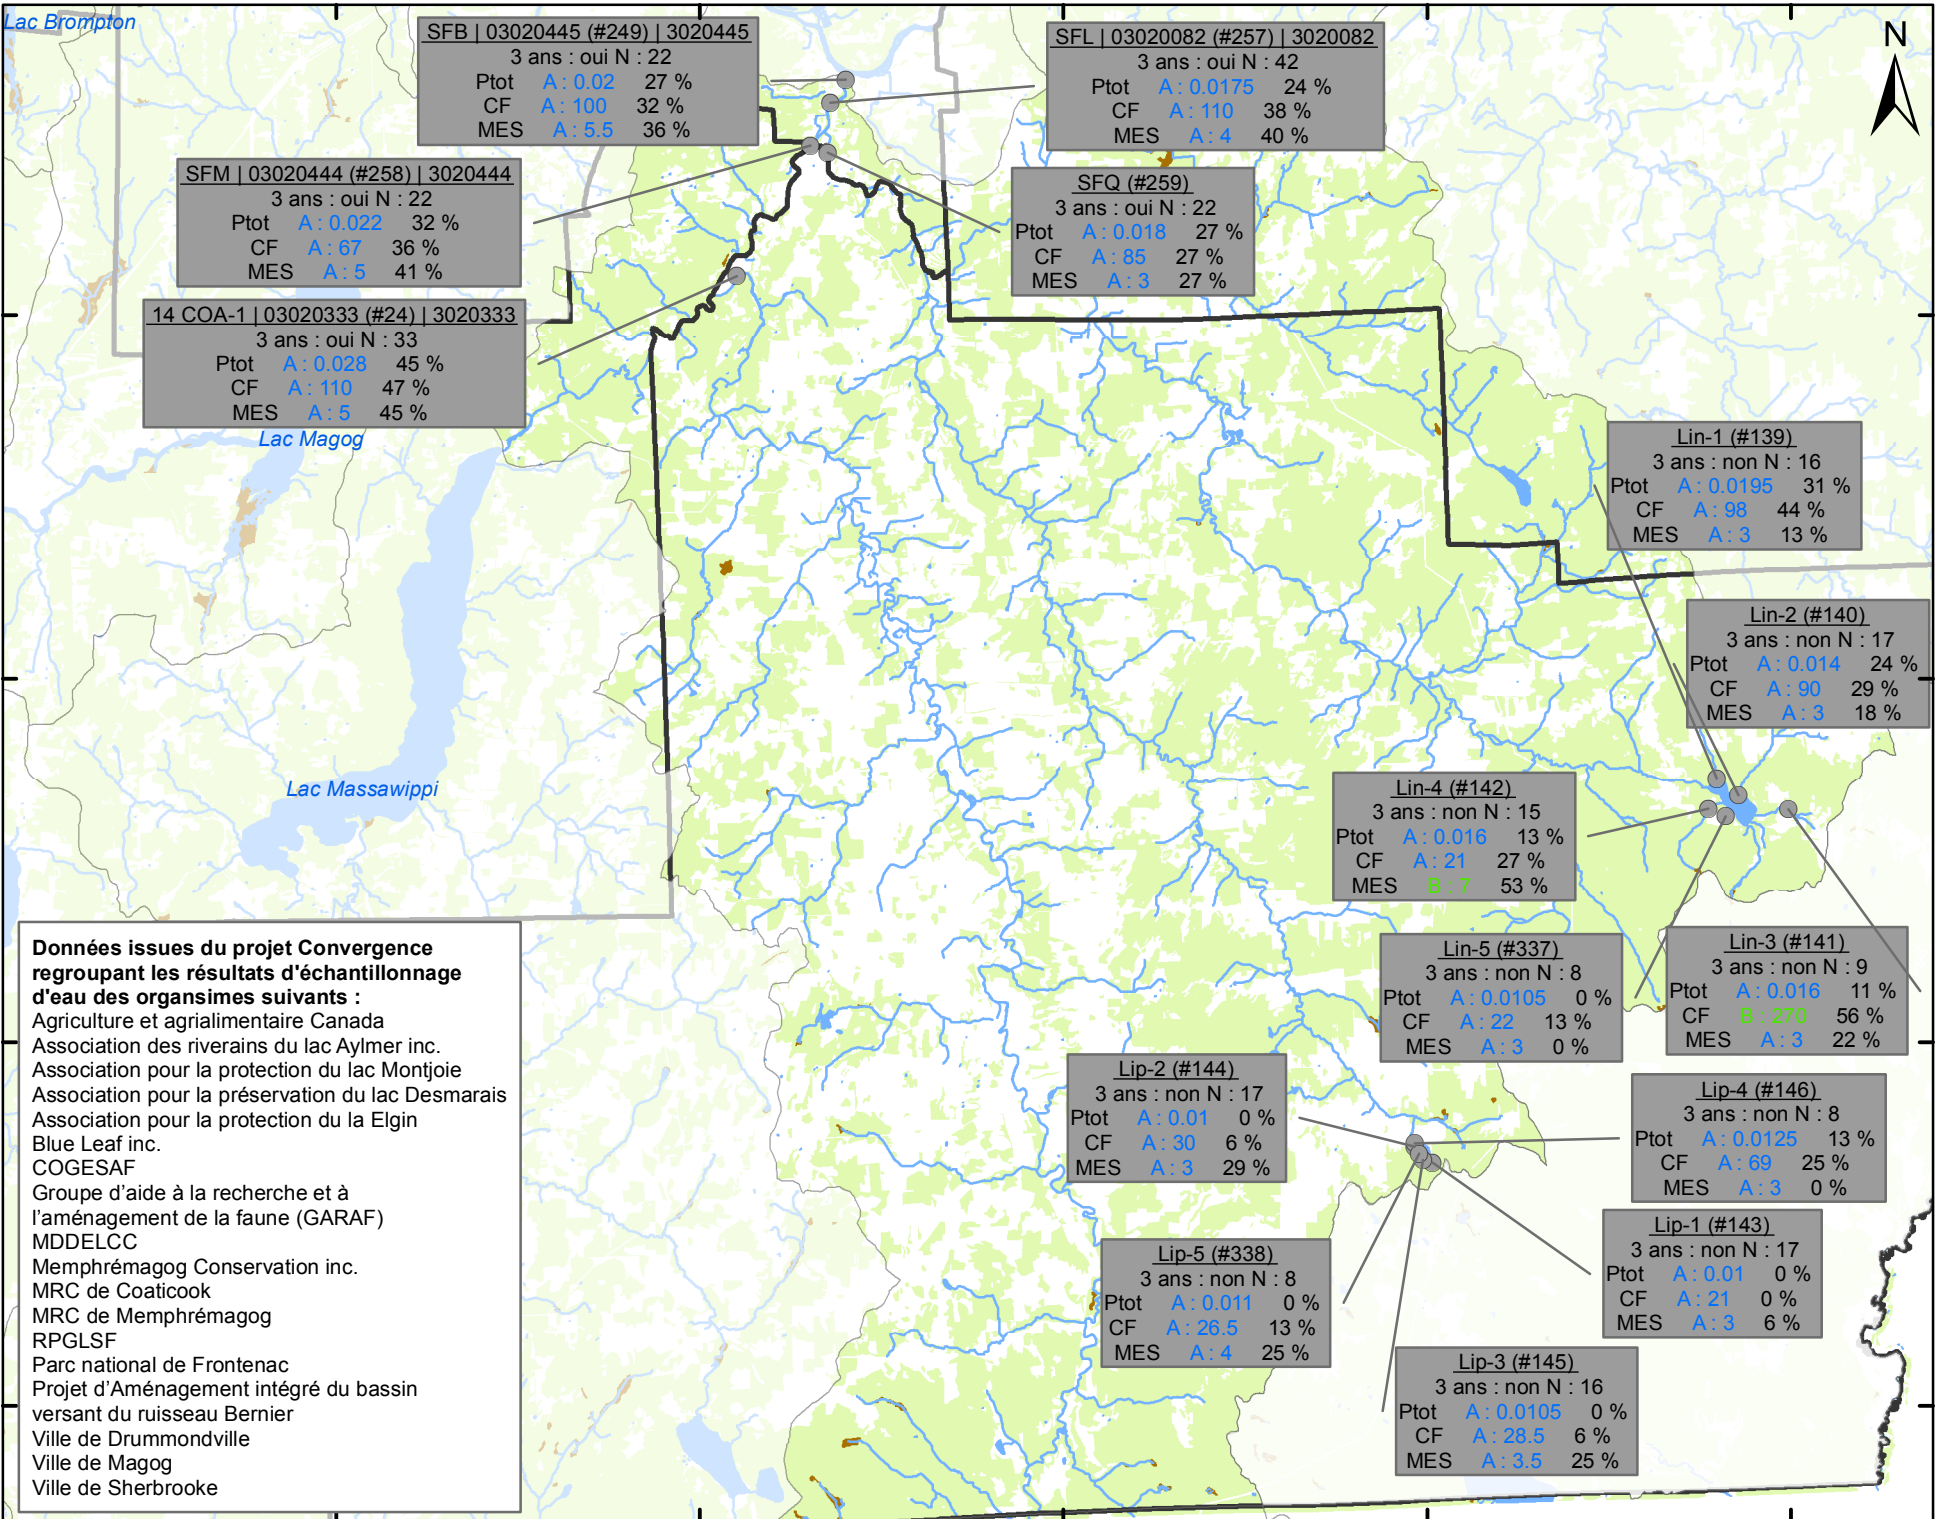 Lac Brompton
N
SFB | 03020445 (#249) | 3020445
3 ans : oui N : 22
Ptot A : 0.02 27 %
CF A : 100 32 %
MES A : 5.5 36 %
SFL | 03020082 (#257) | 3020082
3 ans : oui N : 42
Ptot A : 0.0175 24 %
CF A : 110 38 %
MES A : 4 40 %
SFM | 03020444 (#258) | 3020444
3 ans : oui N : 22
Ptot A : 0.022 32 %
CF A : 67 36 %
MES A : 5 41 %
SFQ (#259)
3 ans : oui N : 22
Ptot A : 0.018 27 %
CF A : 85 27 %
MES A : 3 27 %
14 COA-1 | 03020333 (#24) | 3020333
3 ans : oui N : 33
Ptot A : 0.028 45 %
CF A : 110 47 %
MES A : 5 45 %
Lac Magog
Lin-1 (#139)
3 ans : non N : 16
Ptot A : 0.0195 31 %
CF A : 98 44 %
MES A : 3 13 %
Lin-2 (#140)
3 ans : non N : 17
Ptot A : 0.014 24 %
CF A : 90 29 %
MES A : 3 18 %
Lac Massawippi
Lin-4 (#142)
3 ans : non N : 15
Ptot A : 0.016 13 %
CF A : 21 27 %
MES B : 7 53 %
Lin-5 (#337)
3 ans : non N : 8
Ptot A : 0.0105 0 %
CF A : 22 13 %
MES A : 3 0 %
Lin-3 (#141)
3 ans : non N : 9
Ptot A : 0.016 11 %
CF B : 270 56 %
MES A : 3 22 %
Lip-2 (#144)
3 ans : non N : 17
Ptot A : 0.01 0 %
CF A : 30 6 %
MES A : 3 29 %
Lip-4 (#146)
3 ans : non N : 8
Ptot A : 0.0125 13 %
CF A : 69 25 %
MES A : 3 0 %
Lip-1 (#143)
3 ans : non N : 17
Ptot A : 0.01 0 %
CF A : 21 0 %
MES A : 3 6 %
Lip-5 (#338)
3 ans : non N : 8
Ptot A : 0.011 0 %
CF A : 26.5 13 %
MES A : 4 25 %
Lip-3 (#145)
3 ans : non N : 16
Ptot A : 0.0105 0 %
CF A : 28.5 6 %
MES A : 3.5 25 %
Données issues du projet Convergence
regroupant les résultats d'échantillonnage
d'eau des organsimes suivants :
Agriculture et agrialimentaire Canada
Association des riverains du lac Aylmer inc.
Association pour la protection du lac Montjoie
Association pour la préservation du lac Desmarais
Association pour la protection du la Elgin
Blue Leaf inc.
COGESAF
Groupe d'aide à la recherche et à
l'aménagement de la faune (GARAF)
MDDELCC
Memphrémagog Conservation inc.
MRC de Coaticook
MRC de Memphrémagog
RPGLSF
Parc national de Frontenac
Projet d'Aménagement intégré du bassin
versant du ruisseau Bernier
Ville de Drummondville
Ville de Magog
Ville de Sherbrooke